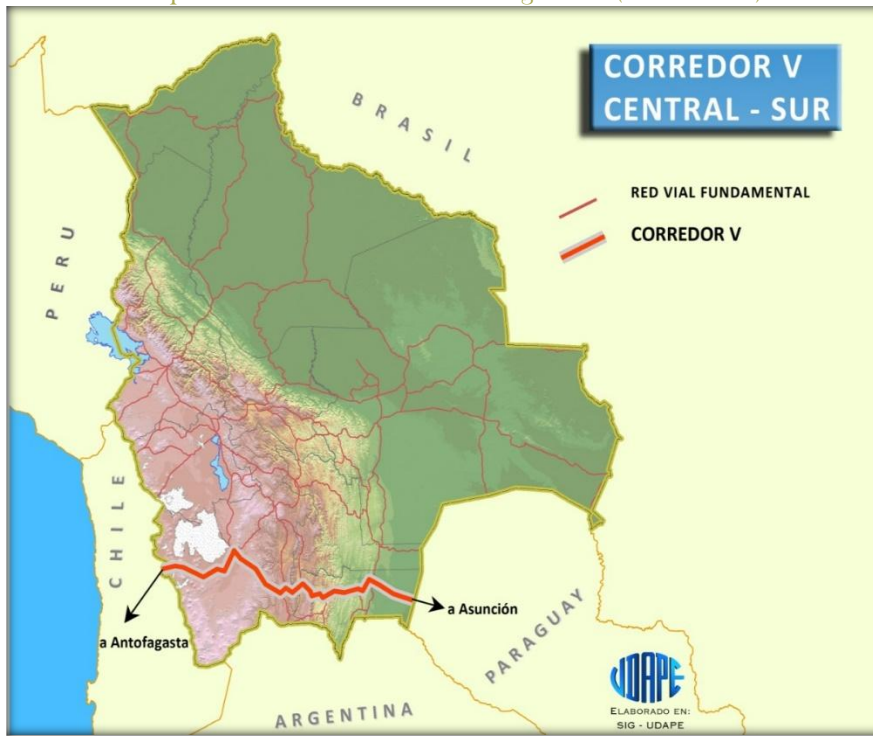 CORREDOR V
CENTRAL - SUR
BRASIL
RED VIAL FUNDAMENTAL
CORREDOR V
PERU
CHILE
a Antofagasta
a Asunción
PARAGUAY
ARGENTINA
UDAPE
ELABORADO EN:
SIG - UDAPE